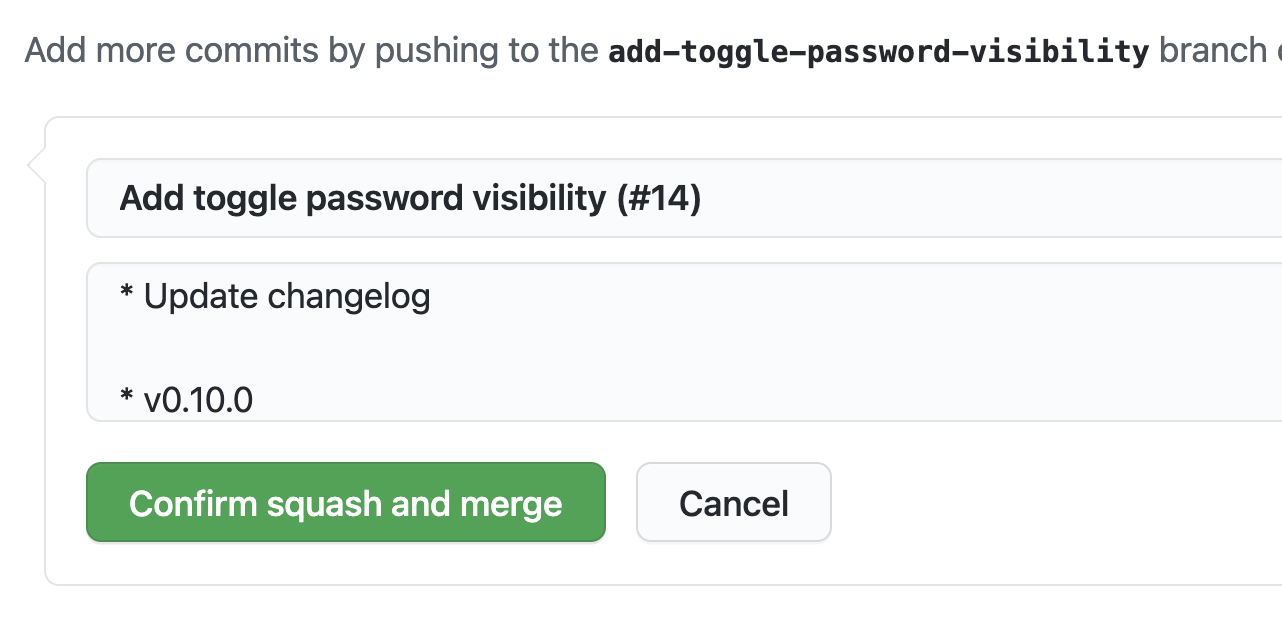 Add more commits by pushing to the add-toggle-password-visibility branch
Add toggle password visibility (#14)
* Update changelog
* v0.10.0
Confirm squash and merge
Cancel